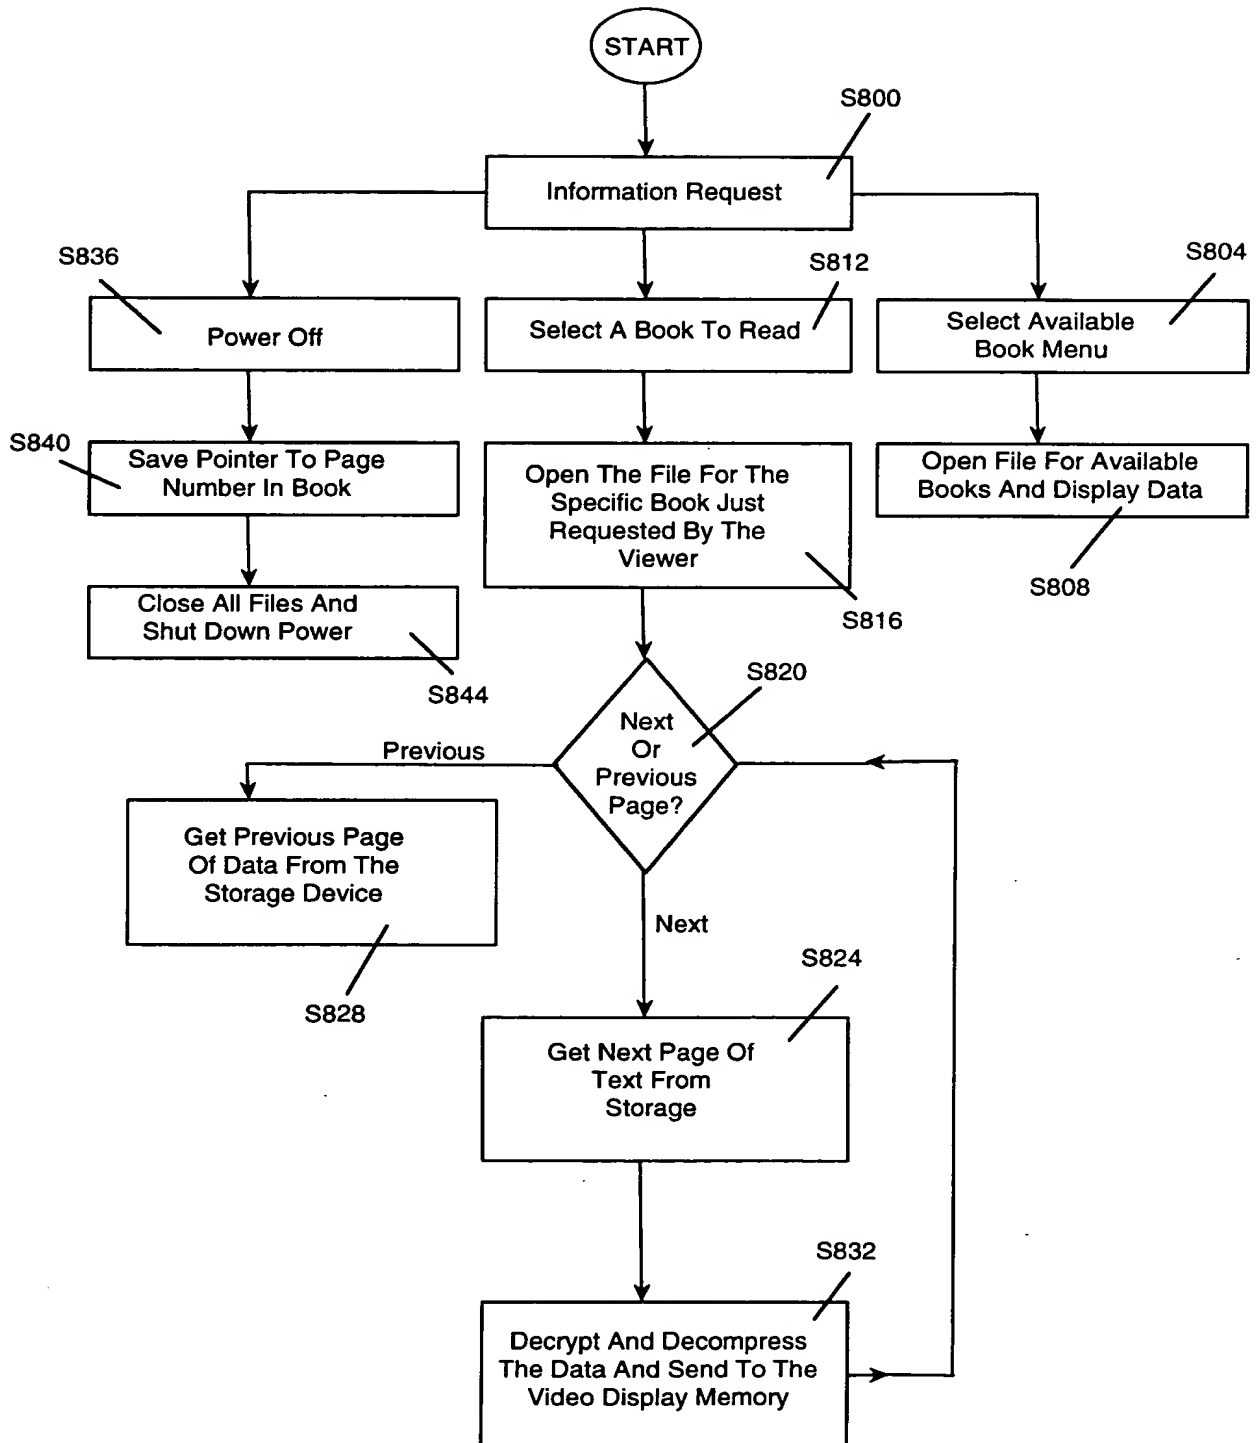 START
S800
Information Request
S836
S812
S804
Power Off
Select A Book To Read
Select Available
Book Menu
S840
Save Pointer To Page
Number In Book
Open The File For The
Specific Book Just
Requested By The
Viewer
Open File For Available
Books And Display Data
S808
Close All Files And
Shut Down Power
S816
S844
S820
Next
Or
Previous
Page?
Previous
Get Previous Page
Of Data From The
Storage Device
Next
S828
S824
Get Next Page Of
Text From
Storage
S832
Decrypt And Decompress
The Data And Send To The
Video Display Memory